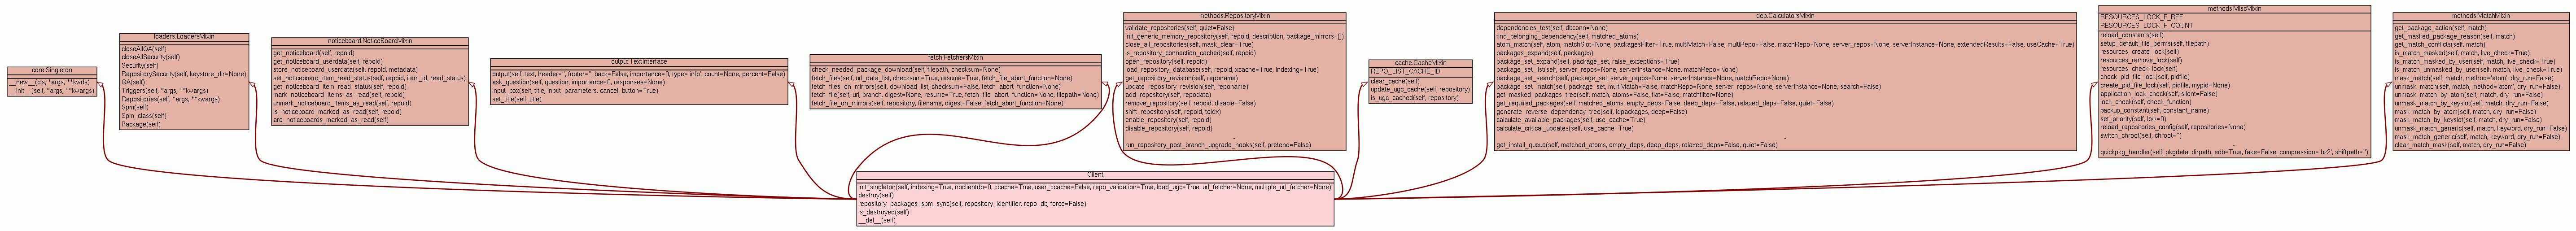 core.Singleton
__new__(cls, *args, **kwds)
__init__(self, *args, **kwargs)
loaders.LoadersMixin
closeAllQA(self)
closeAllSecurity(self)
Security(self)
RepositorySecurity(self, keystore_dir=None)
QA(self)
Triggers(self, *args, **kwargs)
Repositories(self, *args, **kwargs)
Spm(self)
Spm_class(self)
Package(self)
noticeboard.NoticeBoardMixin
get_noticeboard(self, repoid)
get_noticeboard_userdata(self, repoid)
store_noticeboard_userdata(self, repoid, metadata)
set_noticeboard_item_read_status(self, repoid, item_id, read_status)
get_noticeboard_item_read_status(self, repoid)
mark_noticeboard_items_as_read(self, repoid)
unmark_noticeboard_items_as_read(self, repoid)
is_noticeboard_marked_as_read(self, repoid)
are_noticeboards_marked_as_read(self)
output.TextInterface
output(self, text, header='', footer='', back=False, importance=0, type='info', count=None, percent=False)
ask_question(self, question, importance=0, responses=None)
input_box(self, title, input_parameters, cancel_button=True)
set_title(self, title)
fetch.FetchersMixin
check_needed_package_download(self, filepath, checksum=None)
fetch_files(self, url_data_list, checksum=True, resume=True, fetch_file_abort_function=None)
fetch_files_on_mirrors(self, download_list, checksum=False, fetch_abort_function=None)
fetch_file(self, url, branch, digest=None, resume=True, fetch_file_abort_function=None, filepath=None)
fetch_file_on_mirrors(self, repository, filename, digest=False, fetch_abort_function=None)
methods.RepositoryMixin
validate_repositories(self, quiet=False)
init_generic_memory_repository(self, repoid, description, package_mirrors=[])
close_all_repositories(self, mask_clear=True)
is_repository_connection_cached(self, repoid)
open_repository(self, repoid)
load_repository_database(self, repoid, xcache=True, indexing=True)
get_repository_revision(self, reponame)
update_repository_revision(self, reponame)
add_repository(self, repodata)
remove_repository(self, repoid, disable=False)
shift_repository(self, repoid, toidx)
enable_repository(self, repoid)
disable_repository(self, repoid)
...
run_repository_post_branch_upgrade_hooks(self, pretend=False)
cache.CacheMixin
REPO_LIST_CACHE_ID
clear_cache(self)
update_ugc_cache(self, repository)
is_ugc_cached(self, repository)
dep.CalculatorsMixin
dependencies_test(self, dbconn=None)
find_belonging_dependency(self, matched_atoms)
atom_match(self, atom, matchSlot=None, packagesFilter=True, multiMatch=False, multiRepo=False, matchRepo=None, server_repos=None, serverInstance=None, extendedResults=False, useCache=True)
packages_expand(self, packages)
package_set_expand(self, package_set, raise_exceptions=True)
package_set_list(self, server_repos=None, serverInstance=None, matchRepo=None)
package_set_search(self, package_set, server_repos=None, serverInstance=None, matchRepo=None)
package_set_match(self, package_set, multiMatch=False, matchRepo=None, server_repos=None, serverInstance=None, search=False)
get_masked_packages_tree(self, match, atoms=False, flat=False, matchfilter=None)
get_required_packages(self, matched_atoms, empty_deps=False, deep_deps=False, relaxed_deps=False, quiet=False)
generate_reverse_dependency_tree(self, idpackages, deep=False)
calculate_available_packages(self, use_cache=True)
calculate_critical_updates(self, use_cache=True)
...
get_install_queue(self, matched_atoms, empty_deps, deep_deps, relaxed_deps=False, quiet=False)
methods.MiscMixin
RESOURCES_LOCK_F_REF
RESOURCES_LOCK_F_COUNT
reload_constants(self)
setup_default_file_perms(self, filepath)
resources_create_lock(self)
resources_remove_lock(self)
resources_check_lock(self)
check_pid_file_lock(self, pidfile)
create_pid_file_lock(self, pidfile, mypid=None)
application_lock_check(self, silent=False)
lock_check(self, check_function)
backup_constant(self, constant_name)
set_priority(self, low=0)
reload_repositories_config(self, repositories=None)
switch_chroot(self, chroot='')
...
quickpkg_handler(self, pkgdata, dirpath, edb=True, fake=False, compression='bz2', shiftpath='')
methods.MatchMixin
get_package_action(self, match)
get_masked_package_reason(self, match)
get_match_conflicts(self, match)
is_match_masked(self, match, live_check=True)
is_match_masked_by_user(self, match, live_check=True)
is_match_unmasked_by_user(self, match, live_check=True)
mask_match(self, match, method='atom', dry_run=False)
unmask_match(self, match, method='atom', dry_run=False)
unmask_match_by_atom(self, match, dry_run=False)
unmask_match_by_keyslot(self, match, dry_run=False)
mask_match_by_atom(self, match, dry_run=False)
mask_match_by_keyslot(self, match, dry_run=False)
unmask_match_generic(self, match, keyword, dry_run=False)
mask_match_generic(self, match, keyword, dry_run=False)
clear_match_mask(self, match, dry_run=False)
Client
init_singleton(self, indexing=True, noclientdb=0, xcache=True, user_xcache=False, repo_validation=True, load_ugc=True, url_fetcher=None, multiple_url_fetcher=None)
destroy(self)
repository_packages_spm_sync(self, repository_identifier, repo_db, force=False)
is_destroyed(self)
__del__(self)